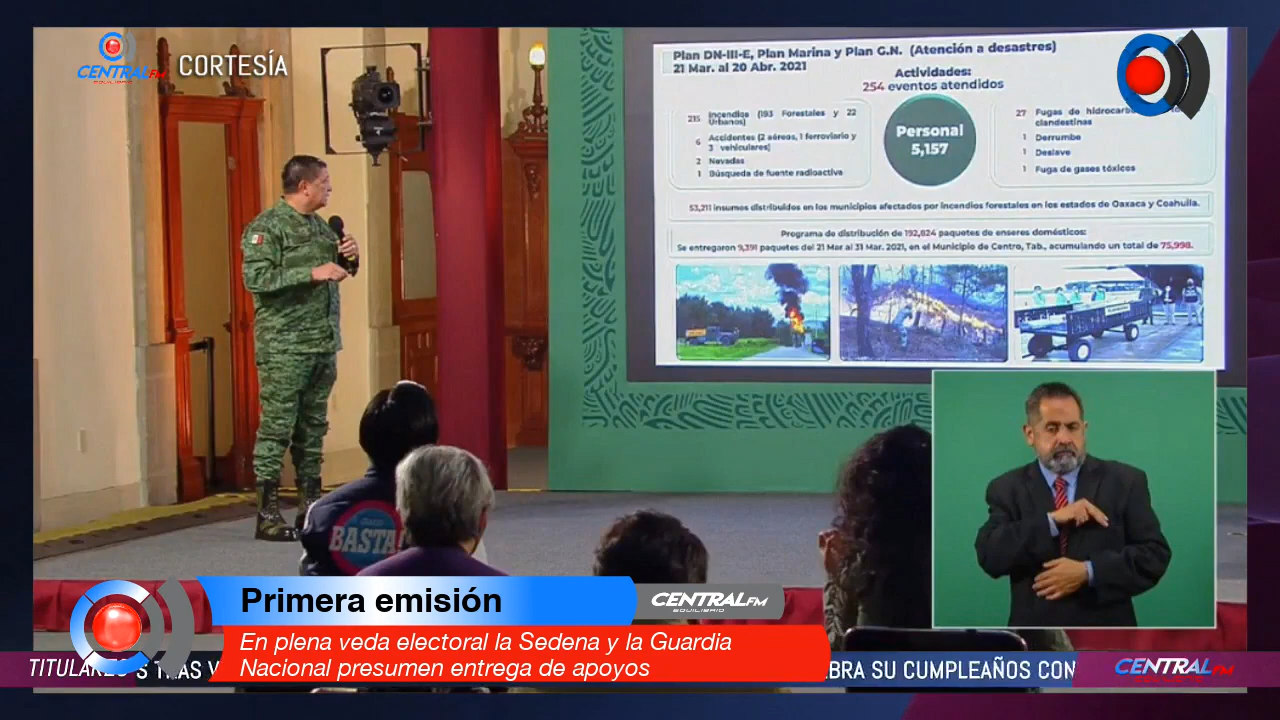 CENTRAL FM
EQUILIBRIO
CORTESÍA
Plan DN-III-E, Plan Marina y Plan G.N. (Atención a desastres)
21 Mar. al 20 Abr. 2021
Actividades:
254 eventos atendidos
215 Incendios (193 Forestales y 22
Urbanos)
6 Accidentes (2 aéreos, 1 ferroviario y
3 vehiculares)
2 Nevadas
1 Búsqueda de fuente radioactiva
Personal
5,157
27 Fugas de
clandestinas
1 Derrumbe
1 Deslave
1 Fuga de gases tóxicos
53,211 insumos distribuidos en los municipios afectados por incendios forestales en los estados de Oaxaca y Coahuila.
Programa de distribución de 192,824 paquetes de enseres domésticos:
Se entregaron 9,391 paquetes del 21 Mar al 31 Mar. 2021, en el Municipio de Centro, Tab., acumulando un total de 75,998.
BASTA!
Primera emisión
CENTRAL FM
EQUILIBRIO
En plena veda electoral la Sedena y la Guardia
Nacional presumen entrega de apoyos
TITULARES S TRAS V BRA SU CUMPLEAÑOS CON
CENTRAL FM
EQUILIBRIO